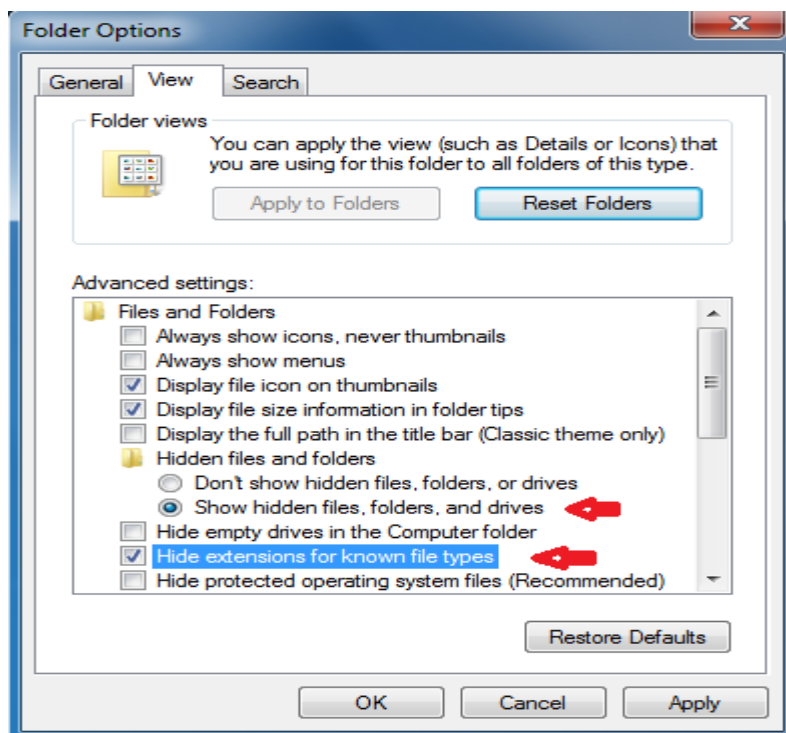 Folder Options
General
View
Search
Folder views
You can apply the view (such as Details or Icons) that
you are using for this folder to all folders of this type.
Apply to Folders
Reset Folders
Advanced settings:
Files and Folders
Always show icons, never thumbnails
Always show menus
Display file icon on thumbnails
Display file size information in folder tips
Display the full path in the title bar (Classic theme only)
Hidden files and folders
Don't show hidden files, folders, or drives
Show hidden files, folders, and drives
Hide empty drives in the Computer folder
Hide extensions for known file types
Hide protected operating system files (Recommended)
Restore Defaults
OK
Cancel
Apply